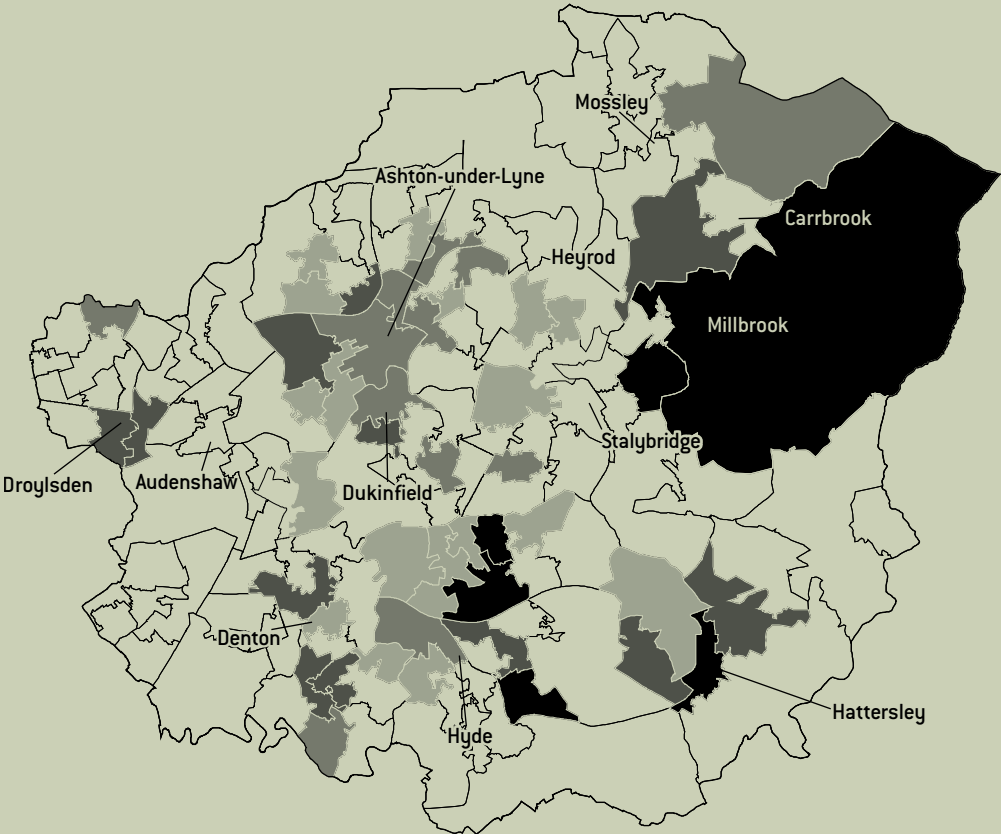 Mossley
Ashton-under-Lyne
Carrbrook
Heyrod
Millbrook
Stalybridge
Droylsden
Audenshaw
Dukinfield
Denton
Hattersley
Hyde